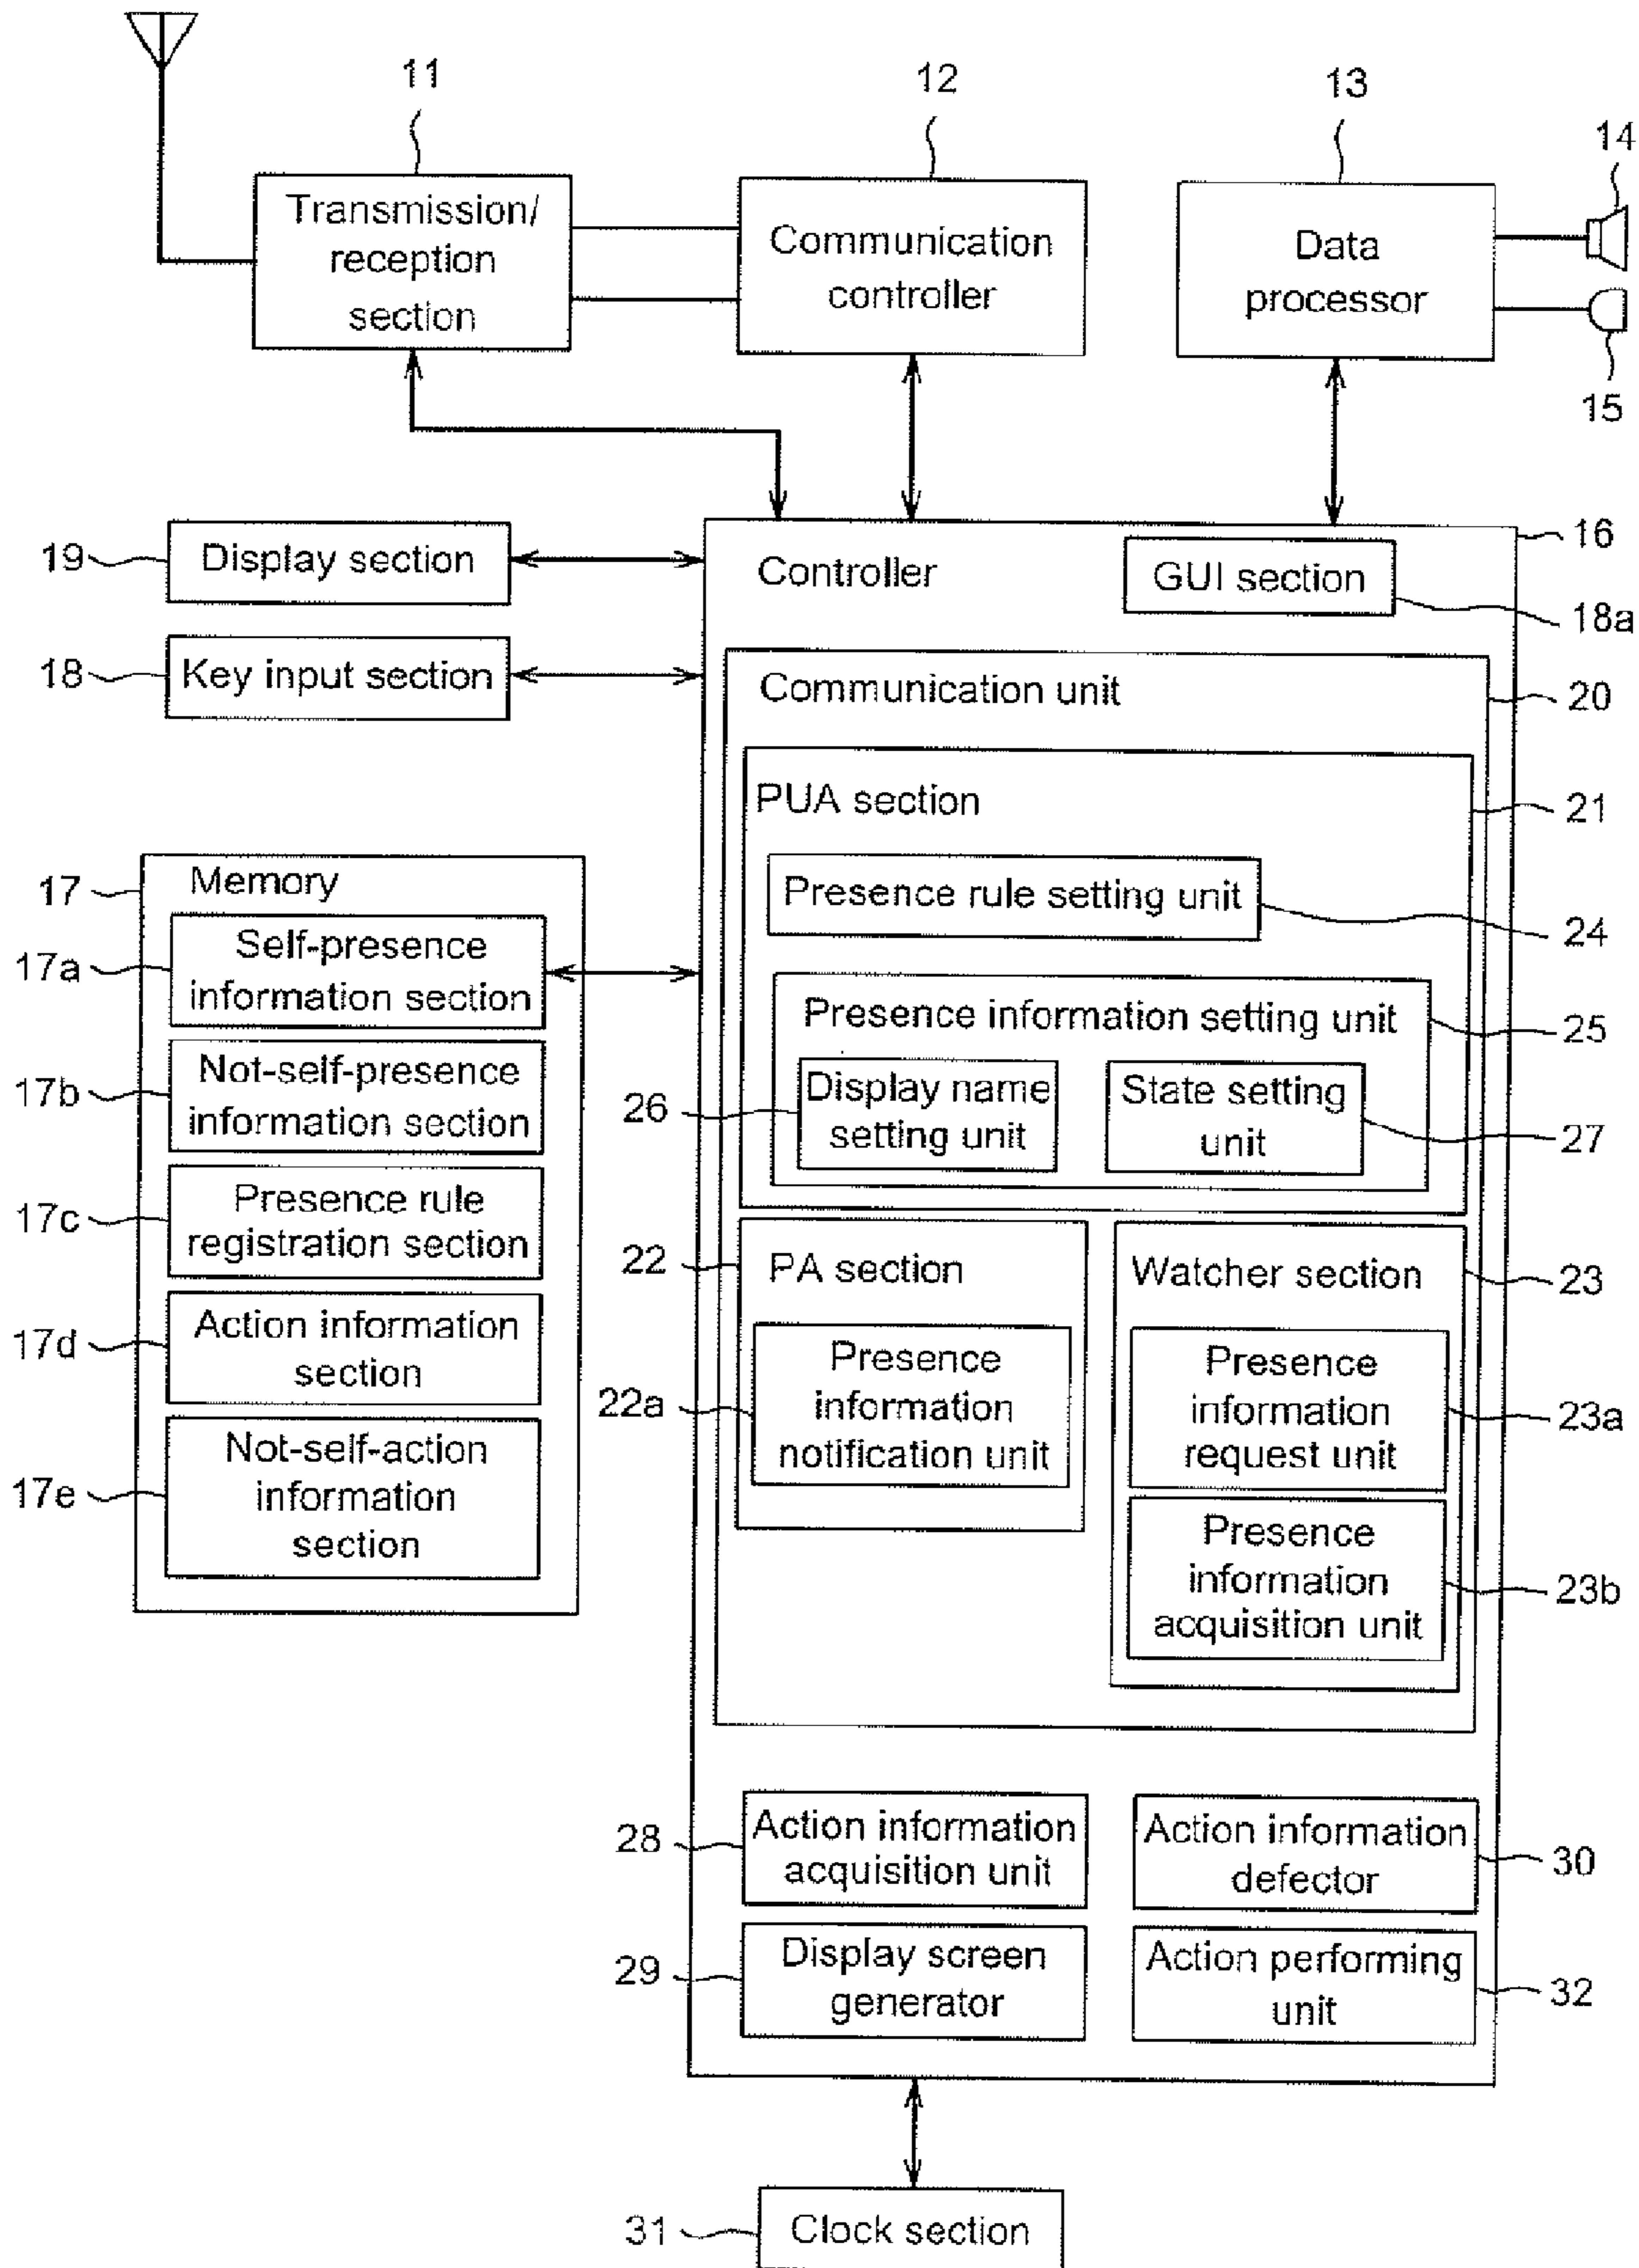 11
12
13
14
Transmission/
reception
section
Communication
controller
Data
processor
15
16
19
Display section
Controller
GUI section
18a
18
Key input section
Communication unit
20
PUA section
21
17
Memory
Presence rule setting unit
24
17a
Self-presence
information section
Presence information setting unit
25
17b
Not-self-presence
information section
26
Display name
setting unit
State setting
unit
27
17c
Presence rule
registration section
22
PA section
Watcher section
23
17d
Action information
section
22a
Presence
information
notification unit
Presence
information
request unit
23a
17e
Not-self-action
information
section
Presence
information
acquisition unit
23b
28
Action information
acquisition unit
Action information
defector
30
29
Display screen
generator
Action performing
unit
32
31
Clock section